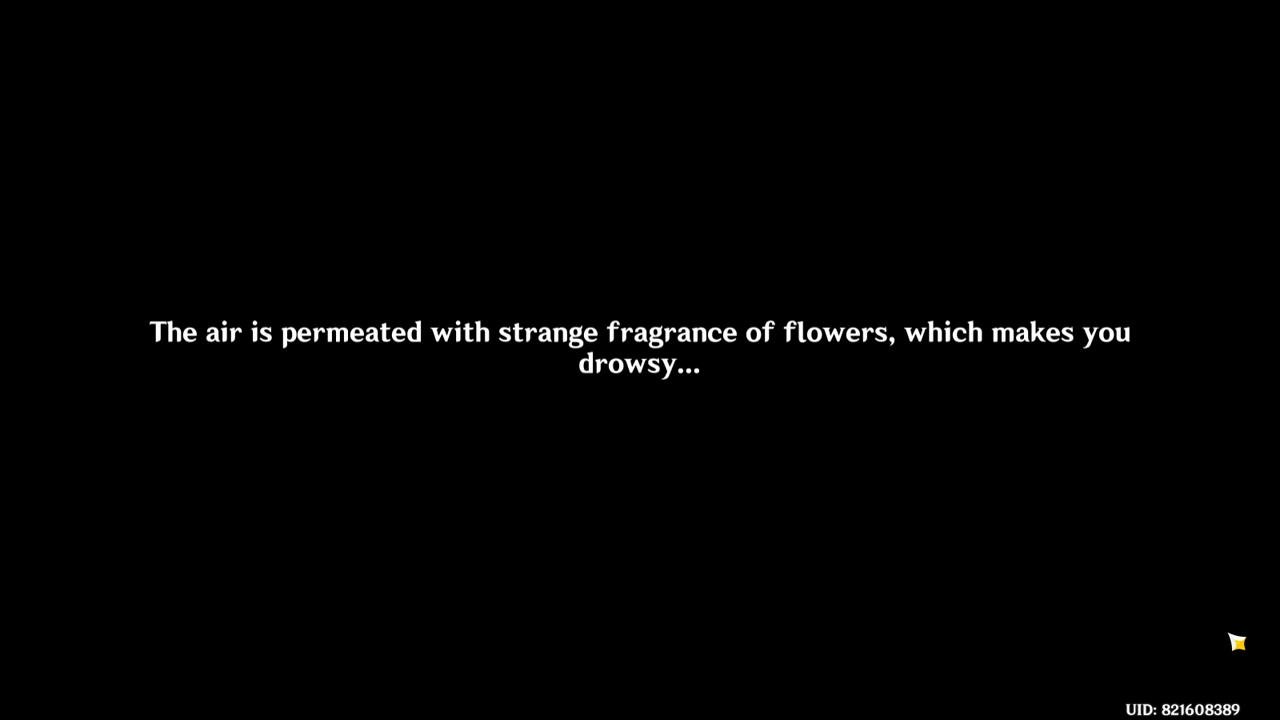 The air is permeated with strange fragrance of flowers, which makes you
drowsy...
UID: 821608389